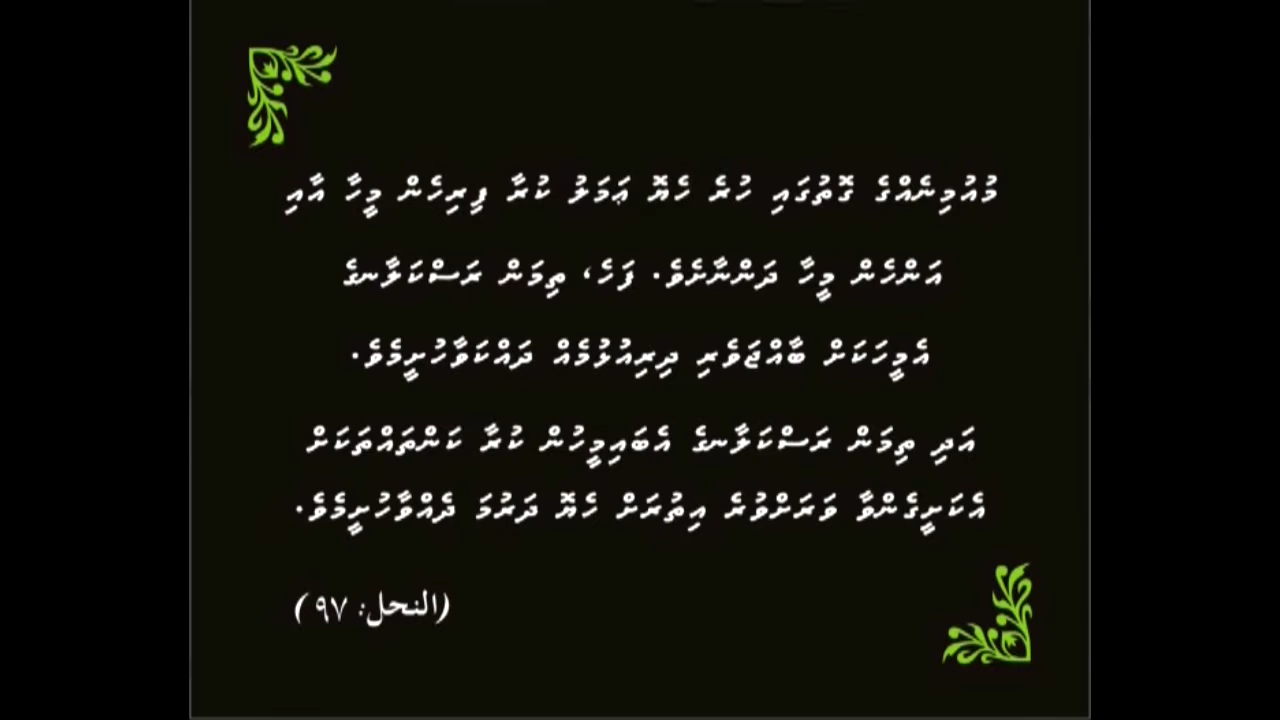 މުއުމިނެއްގެ ގޮތުގައި ހުރެ ހެޔޮ ޢަމަލު ކުރާ ފިރިހެން މީހާ އާއި
އަންހެން މީހާ ދަންނާށެވެ. ފަހެ، ތިމަން ރަސްކަލާނގެ
އެމީހަކަށް ބާއްޖަވެރި ދިރިއުޅުމެއް ދައްކަވާހުށީމެވެ.
އަދި ތިމަން ރަސްކަލާނގެ އެބައިމީހުން ކުރާ ކަންތައްތަކަށް
އެކަށީގެންވާ ވަރަށްވުރެ އިތުރަށް ހެޔޮ ދަރުމަ ދެއްވާހުށީމެވެ.
(النحل: ٩٧)